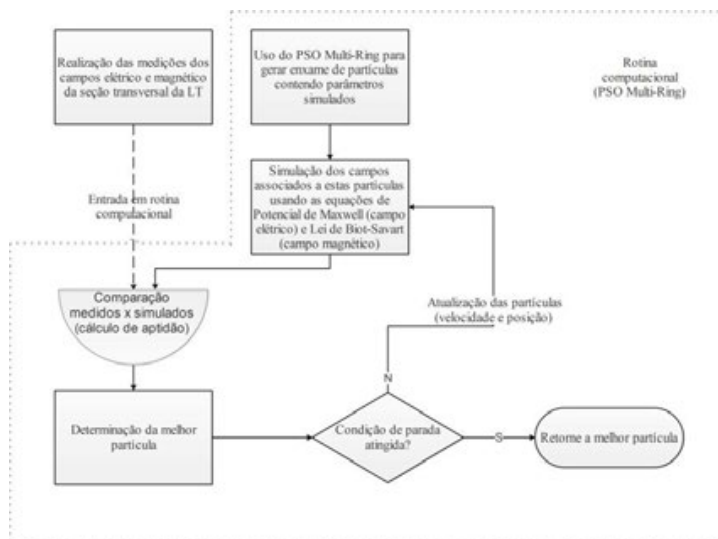 Realização das medições dos
campos elétrico e magnético
da seção transversal da LT
Uso do PSO Multi-Ring para
gerar enxame de partículas
contendo parâmetros
simulados
Rotina
computacional
(PSO Multi-Ring)
Entrada em rotina
computacional
Simulação dos campos
associados a estas partículas
usando as equações de
Potencial de Maxwell (campo
elétrico) e Lei de Biot-Savart
(campo magnético)
Comparação
medidos x simulados
(cálculo de aptidão)
Atualização das partículas
(velocidade e posição)
N
Determinação da melhor
partícula
Condição de parada
atingida?
S
Retorne a melhor partícula